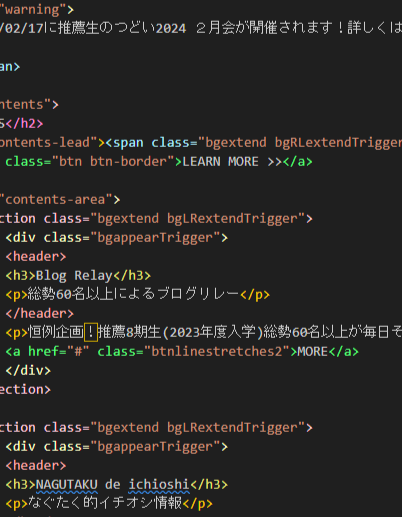 "warning">
/02/17に推薦生のつどい2024 ２月会が開催されます！詳しくは
an>
ntents">
S</h2>
ontents-lead"><span class="bgextend bgRLextendTrigger
class="btn btn-border">LEARN MORE >></a>
"contents-area">
ction class="bgextend bgLRextendTrigger">
<div class="bgappearTrigger">
<header>
<h3>Blog Relay</h3>
<p>総勢60名以上によるブログリレー</p>
</header>
<p>恒例企画！推薦8期生(2023年度入学)総勢60名以上が毎日そ
<a href="#" class="btnlinestretches2">MORE</a>
</div>
ection>
ction class="bgextend bgLRextendTrigger">
<div class="bgappearTrigger">
<header>
<h3>NAGUTAKU de ichioshi</h3>
<p>なぐたく的イチオシ情報</p>